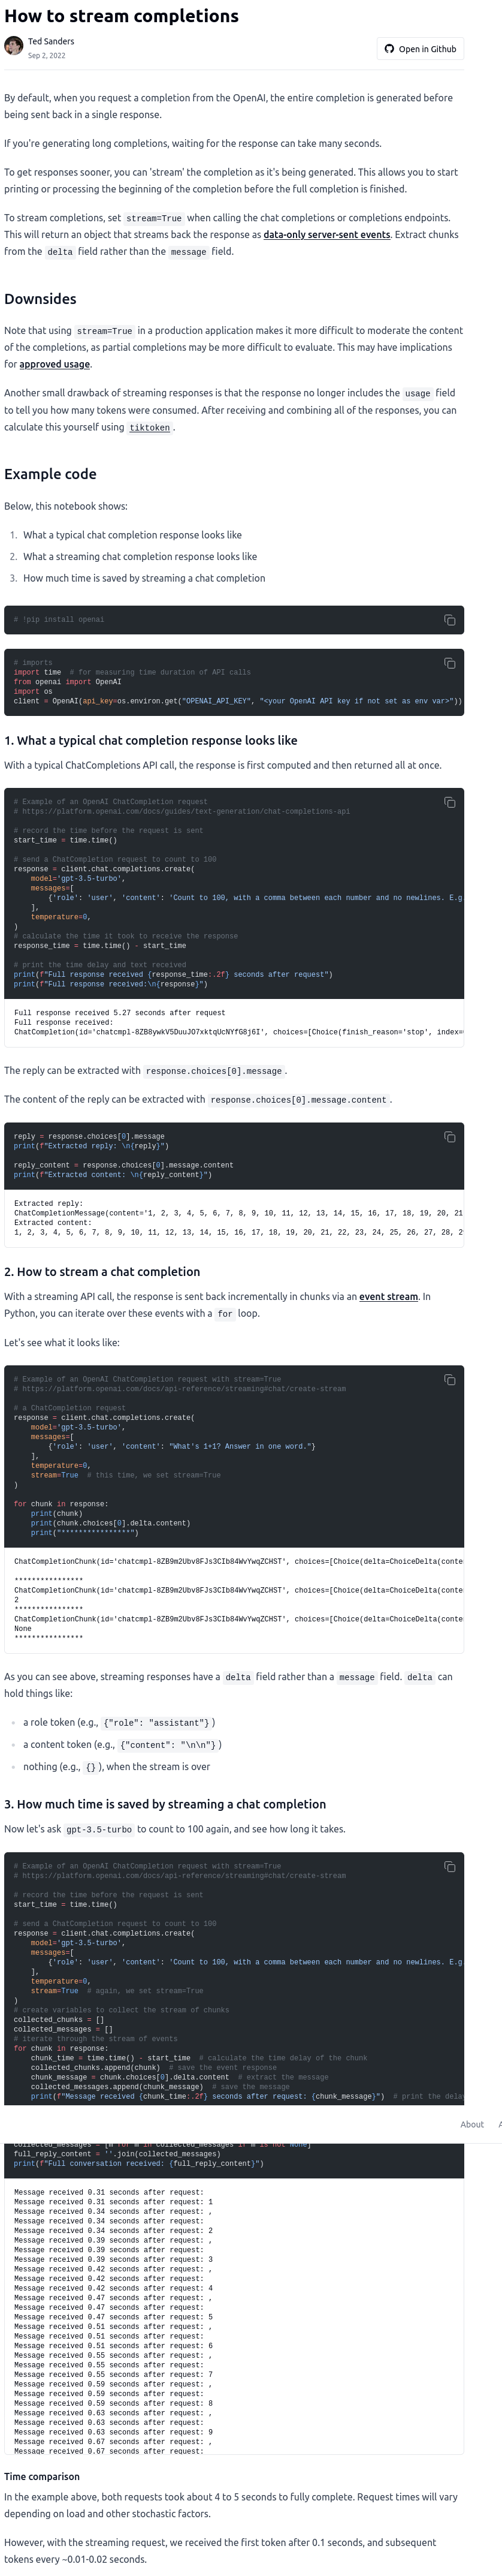 How to stream completions
Ted Sanders
Sep 2, 2022
Open in Github
By default, when you request a completion from the OpenAI, the entire completion is generated before
being sent back in a single response.
If you're generating long completions, waiting for the response can take many seconds.
To get responses sooner, you can 'stream' the completion as it's being generated. This allows you to start
printing or processing the beginning of the completion before the full completion is finished.
To stream completions, set stream=True when calling the chat completions or completions endpoints.
This will return an object that streams back the response as data-only server-sent events. Extract chunks
from the delta field rather than the message field.
Downsides
Note that using stream=True in a production application makes it more difficult to moderate the content
of the completions, as partial completions may be more difficult to evaluate. This may have implications
for approved usage.
Another small drawback of streaming responses is that the response no longer includes the usage field
to tell you how many tokens were consumed. After receiving and combining all of the responses, you can
calculate this yourself using tiktoken.
Example code
Below, this notebook shows:
1. What a typical chat completion response looks like
2. What a streaming chat completion response looks like
3. How much time is saved by streaming a chat completion
# !pip install openai
# imports
import time  # for measuring time duration of API calls
from openai import OpenAI
import os
client = OpenAI(api_key=os.environ.get("OPENAI_API_KEY", "<your OpenAI API key if not set as env var>"))
1. What a typical chat completion response looks like
With a typical ChatCompletions API call, the response is first computed and then returned all at once.
# Example of an OpenAI ChatCompletion request
# https://platform.openai.com/docs/guides/text-generation/chat-completions-api
# record the time before the request is sent
start_time = time.time()
# send a ChatCompletion request to count to 100
response = client.chat.completions.create(
    model='gpt-3.5-turbo',
    messages=[
        {'role': 'user', 'content': 'Count to 100, with a comma between each number and no newlines. E.g.
    ],
    temperature=0,
)
# calculate the time it took to receive the response
response_time = time.time() - start_time
# print the time delay and text received
print(f"Full response received {response_time:.2f} seconds after request")
print(f"Full response received:\n{response}")
Full response received 5.27 seconds after request
Full response received:
ChatCompletion(id='chatcmpl-8ZB8ywkV5DuuJO7xktqUcNYfG8j6I', choices=[Choice(finish_reason='stop', index=
The reply can be extracted with response.choices[0].message.
The content of the reply can be extracted with response.choices[0].message.content.
reply = response.choices[0].message
print(f"Extracted reply: \n{reply}")
reply_content = response.choices[0].message.content
print(f"Extracted content: \n{reply_content}")
Extracted reply:
ChatCompletionMessage(content='1, 2, 3, 4, 5, 6, 7, 8, 9, 10, 11, 12, 13, 14, 15, 16, 17, 18, 19, 20, 21
Extracted content:
1, 2, 3, 4, 5, 6, 7, 8, 9, 10, 11, 12, 13, 14, 15, 16, 17, 18, 19, 20, 21, 22, 23, 24, 25, 26, 27, 28, 2
2. How to stream a chat completion
With a streaming API call, the response is sent back incrementally in chunks via an event stream. In
Python, you can iterate over these events with a for loop.
Let's see what it looks like:
# Example of an OpenAI ChatCompletion request with stream=True
# https://platform.openai.com/docs/api-reference/streaming#chat/create-stream
# a ChatCompletion request
response = client.chat.completions.create(
    model='gpt-3.5-turbo',
    messages=[
        {'role': 'user', 'content': "What's 1+1? Answer in one word."}
    ],
    temperature=0,
    stream=True  # this time, we set stream=True
)
for chunk in response:
    print(chunk)
    print(chunk.choices[0].delta.content)
    print("****************")
ChatCompletionChunk(id='chatcmpl-8ZB9m2Ubv8FJs3CIb84WvYwqZCHST', choices=[Choice(delta=ChoiceDelta(conte
****************
ChatCompletionChunk(id='chatcmpl-8ZB9m2Ubv8FJs3CIb84WvYwqZCHST', choices=[Choice(delta=ChoiceDelta(conte
2
****************
ChatCompletionChunk(id='chatcmpl-8ZB9m2Ubv8FJs3CIb84WvYwqZCHST', choices=[Choice(delta=ChoiceDelta(conte
None
****************
As you can see above, streaming responses have a delta field rather than a message field. delta can
hold things like:
a role token (e.g., {"role": "assistant"})
a content token (e.g., {"content": "\n\n"})
nothing (e.g., {}), when the stream is over
3. How much time is saved by streaming a chat completion
Now let's ask gpt-3.5-turbo to count to 100 again, and see how long it takes.
# Example of an OpenAI ChatCompletion request with stream=True
# https://platform.openai.com/docs/api-reference/streaming#chat/create-stream
# record the time before the request is sent
start_time = time.time()
# send a ChatCompletion request to count to 100
response = client.chat.completions.create(
    model='gpt-3.5-turbo',
    messages=[
        {'role': 'user', 'content': 'Count to 100, with a comma between each number and no newlines. E.g.
    ],
    temperature=0,
    stream=True  # again, we set stream=True
)
# create variables to collect the stream of chunks
collected_chunks = []
collected_messages = []
# iterate through the stream of events
for chunk in response:
    chunk_time = time.time() - start_time  # calculate the time delay of the chunk
    collected_chunks.append(chunk)  # save the event response
    chunk_message = chunk.choices[0].delta.content  # extract the message
    collected_messages.append(chunk_message)  # save the message
    print(f"Message received {chunk_time:.2f} seconds after request: {chunk_message}")  # print the dela
About
collected_messages = [m for m in collected_messages if m is not None]
full_reply_content = ''.join(collected_messages)
print(f"Full conversation received: {full_reply_content}")
Message received 0.31 seconds after request:
Message received 0.31 seconds after request: 1
Message received 0.34 seconds after request: ,
Message received 0.34 seconds after request:
Message received 0.34 seconds after request: 2
Message received 0.39 seconds after request: ,
Message received 0.39 seconds after request:
Message received 0.39 seconds after request: 3
Message received 0.42 seconds after request: ,
Message received 0.42 seconds after request:
Message received 0.42 seconds after request: 4
Message received 0.47 seconds after request: ,
Message received 0.47 seconds after request:
Message received 0.47 seconds after request: 5
Message received 0.51 seconds after request: ,
Message received 0.51 seconds after request:
Message received 0.51 seconds after request: 6
Message received 0.55 seconds after request: ,
Message received 0.55 seconds after request:
Message received 0.55 seconds after request: 7
Message received 0.59 seconds after request: ,
Message received 0.59 seconds after request:
Message received 0.59 seconds after request: 8
Message received 0.63 seconds after request: ,
Message received 0.63 seconds after request:
Message received 0.63 seconds after request: 9
Message received 0.67 seconds after request: ,
Message received 0.67 seconds after request:
Time comparison
In the example above, both requests took about 4 to 5 seconds to fully complete. Request times will vary
depending on load and other stochastic factors.
However, with the streaming request, we received the first token after 0.1 seconds, and subsequent
tokens every ~0.01-0.02 seconds.